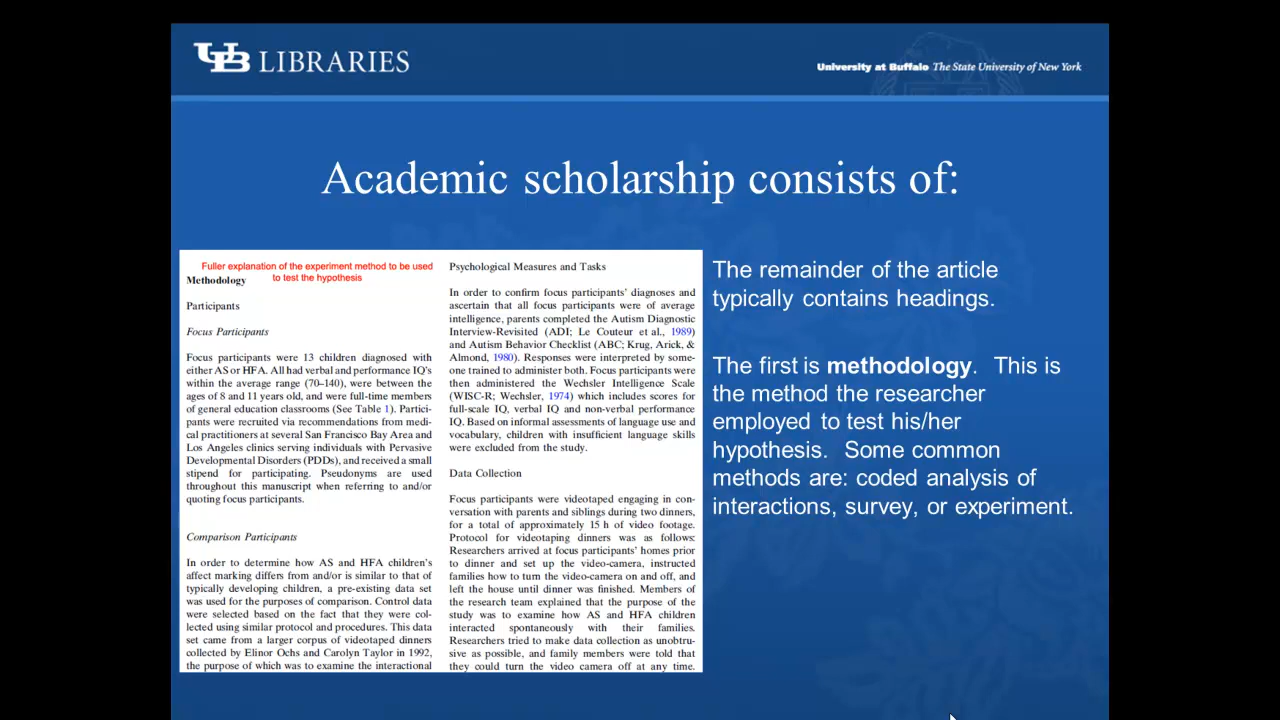 UB LIBRARIES
University at Buffalo The State University of New York
Academic scholarship consists of:
Fuller explanation of the experiment method to be used
to test the hypothesis
Methodology
Participants
Focus Participants
Focus participants were 13 children diagnosed with
either AS or HFA. All had verbal and performance IQ's
within the average range (70–140), were between the
ages of 8 and 11 years old, and were full-time members
of general education classrooms (See Table 1). Partici-
pants were recruited via recommendations from medi-
cal practitioners at several San Francisco Bay Area and
Los Angeles clinics serving individuals with Pervasive
Developmental Disorders (PDDs), and received a small
stipend for participating. Pseudonyms are used
throughout this manuscript when referring to and/or
quoting focus participants.
Comparison Participants
In order to determine how AS and HFA children's
affect marking differs from and/or is similar to that of
typically developing children, a pre-existing data set
was used for the purposes of comparison. Control data
were selected based on the fact that they were col-
lected using similar protocol and procedures. This data
set came from a larger corpus of videotaped dinners
collected by Elinor Ochs and Carolyn Taylor in 1992,
the purpose of which was to examine the interactional
Psychological Measures and Tasks
In order to confirm focus participants' diagnoses and
ascertain that all focus participants were of average
intelligence, parents completed the Autism Diagnostic
Interview-Revisited (ADI; Le Couteur et al., 1989)
and Autism Behavior Checklist (ABC; Krug, Arick, &
Almond, 1980). Responses were interpreted by some-
one trained to administer both. Focus participants were
then administered the Wechsler Intelligence Scale
(WISC-R; Wechsler, 1974) which includes scores for
full-scale IQ, verbal IQ and non-verbal performance
IQ. Based on informal assessments of language use and
vocabulary, children with insufficient language skills
were excluded from the study.
Data Collection
Focus participants were videotaped engaging in con-
versation with parents and siblings during two dinners,
for a total of approximately 15 h of video footage.
Protocol for videotaping dinners was as follows:
Researchers arrived at focus participants' homes prior
to dinner and set up the video-camera, instructed
families how to turn the video-camera on and off, and
left the house until dinner was finished. Members of
the research team explained that the purpose of the
study was to examine how AS and HFA children
interacted spontaneously with their families.
Researchers tried to make data collection as unobtru-
sive as possible, and family members were told that
they could turn the video camera off at any time.
The remainder of the article
typically contains headings.
The first is methodology. This is
the method the researcher
employed to test his/her
hypothesis. Some common
methods are: coded analysis of
interactions, survey, or experiment.